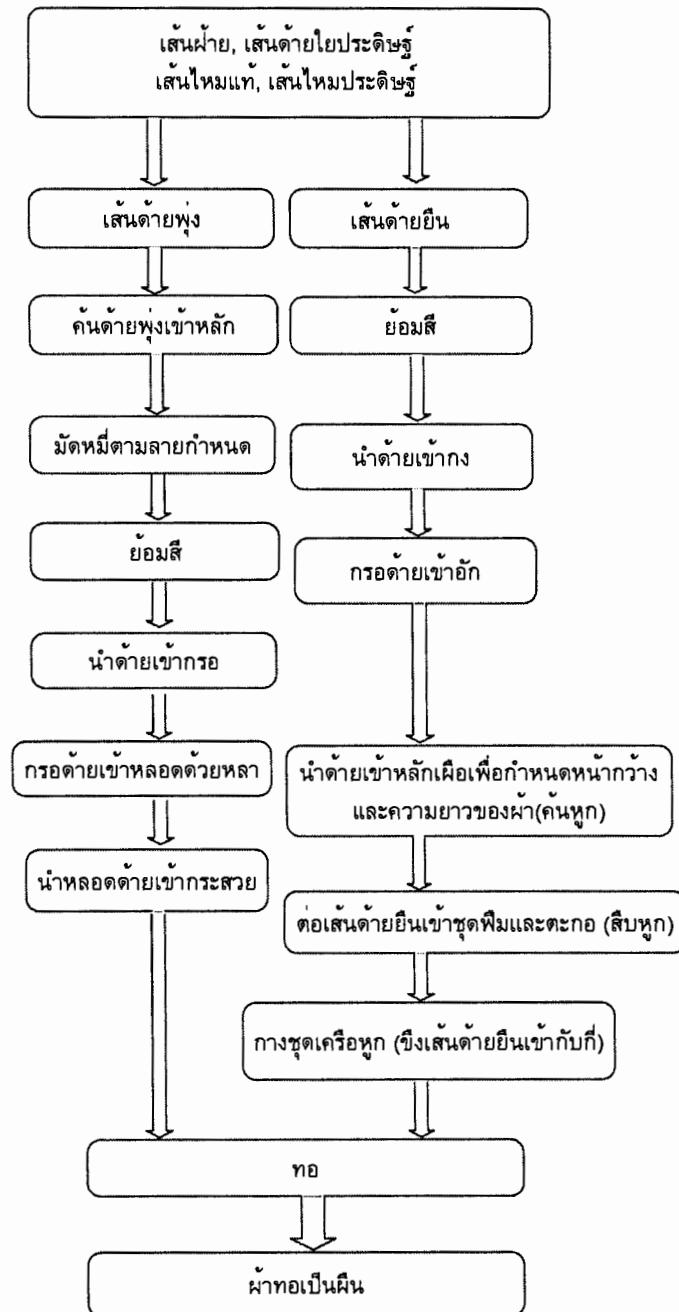 เส้นฝ้าย, เส้นด้ายใยประดิษฐ์
เส้นไหมแท้, เส้นไหมประดิษฐ์
เส้นด้ายพุ่ง
ค้นด้ายพุ่งเข้าหลัก
มัดหมี่ตามลายกำหนด
ย้อมสี
นำด้ายเข้ากรอ
กรอด้ายเข้าหลอดด้วยหลา
นำหลอดด้ายเข้ากระสวย
เส้นด้ายยืน
ย้อมสี
นำด้ายเข้ากง
กรอด้ายเข้าอัก
นำด้ายเข้าหลักเผือเพื่อกำหนดหน้ากว้าง
และความยาวของผ้า(ค้นหูก)
ต่อเส้นด้ายยืนเข้าชุดฟืมและตะกอ (สืบหูก)
กางชุดเครือหูก (ขึงเส้นด้ายยืนเข้ากับกี่)
ทอ
ผ้าทอเป็นผืน